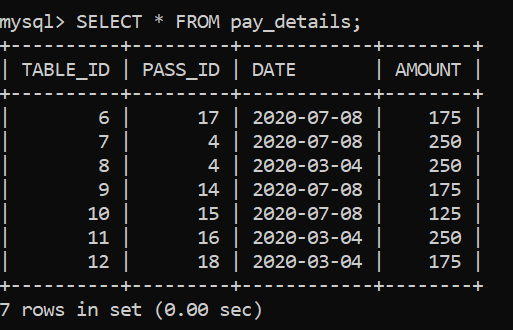 mysql> SELECT * FROM pay_details;
+----------+---------+------------+--------+
| TABLE_ID | PASS_ID | DATE       | AMOUNT |
+----------+---------+------------+--------+
|        6 |      17 | 2020-07-08 |    175 |
|        7 |       4 | 2020-07-08 |    250 |
|        8 |       4 | 2020-03-04 |    250 |
|        9 |      14 | 2020-07-08 |    175 |
|       10 |      15 | 2020-07-08 |    125 |
|       11 |      16 | 2020-03-04 |    250 |
|       12 |      18 | 2020-03-04 |    175 |
+----------+---------+------------+--------+
7 rows in set (0.00 sec)